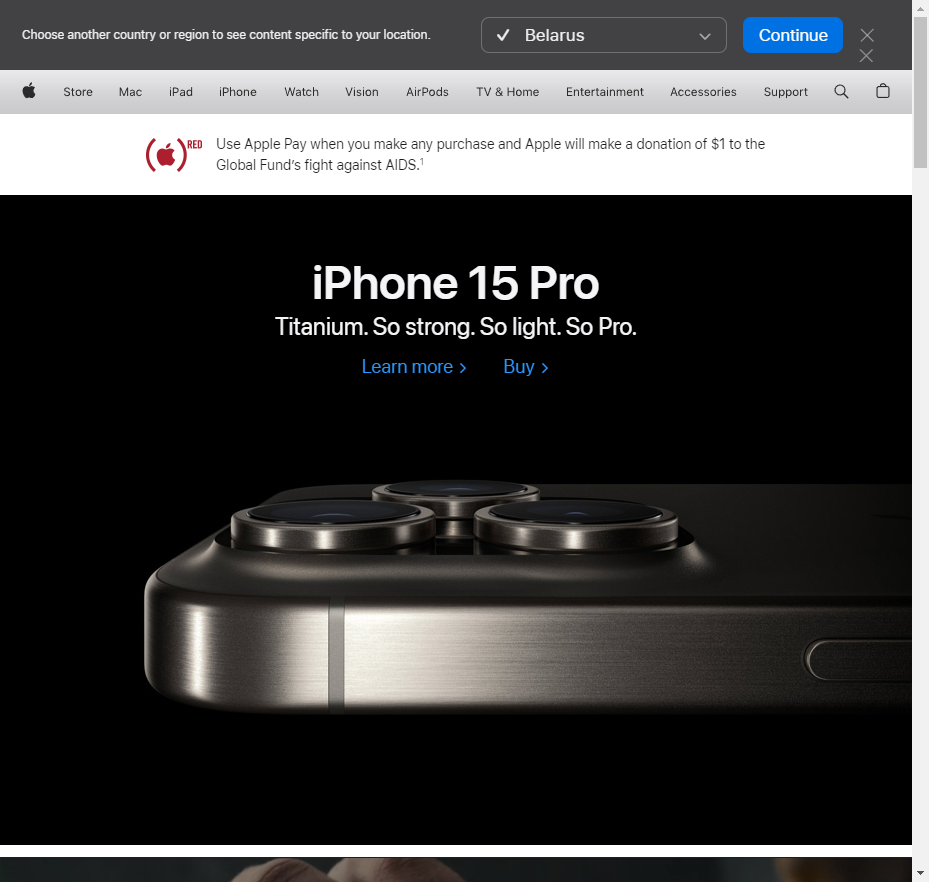 Choose another country or region to see content specific to your location.
Belarus
Continue
Store Mac iPad iPhone Watch Vision AirPods TV & Home Entertainment Accessories Support
RED
Use Apple Pay when you make any purchase and Apple will make a donation of $1 to the
Global Fund’s fight against AIDS.¹
iPhone 15 Pro
Titanium. So strong. So light. So Pro.
Learn more > Buy >